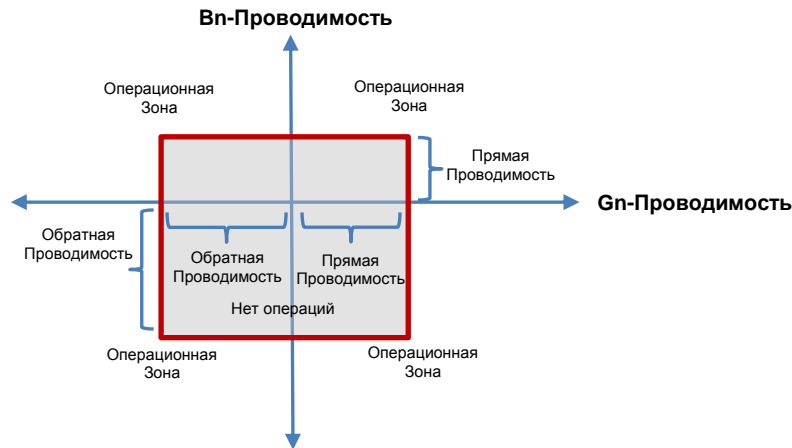 Bn-Проводимость
Операционная
Зона
Операционная
Зона
Прямая
Проводимость
Gn-Проводимость
Обратная
Проводимость
Обратная
Проводимость
Прямая
Проводимость
Нет операций
Операционная
Зона
Операционная
Зона